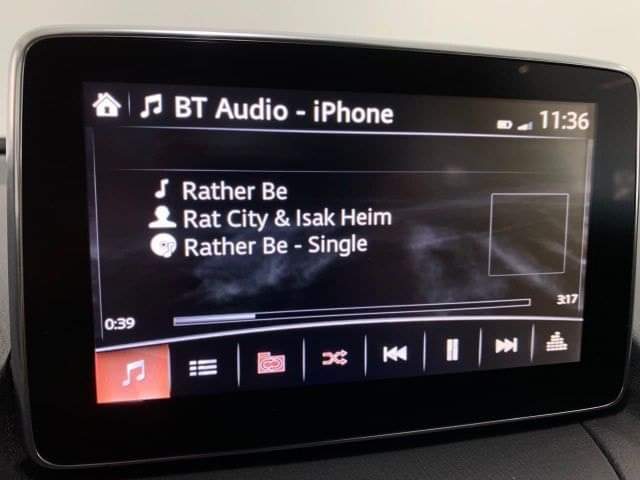 BT Audio - iPhone
11:36
Rather Be
Rat City & Isak Heim
Rather Be - Single
0:39
3:17